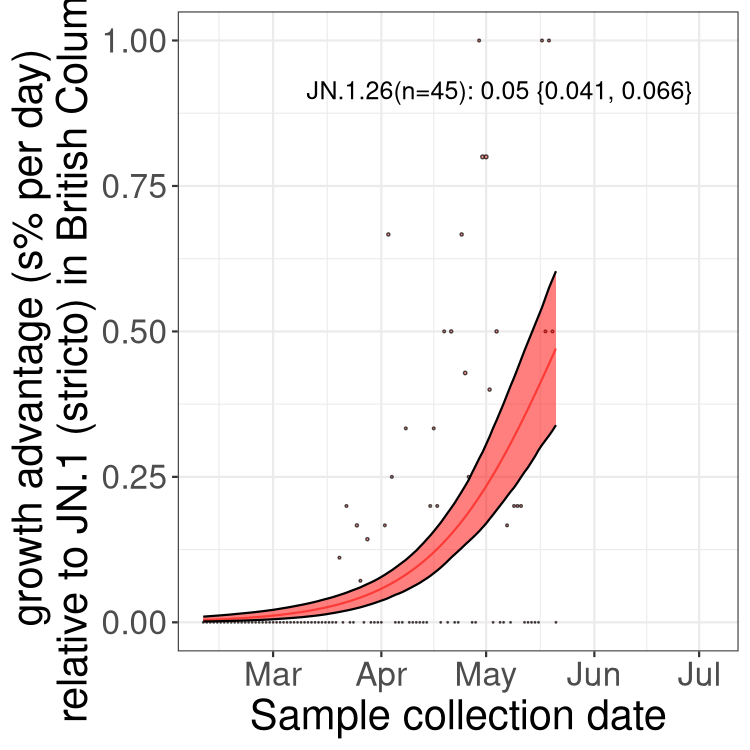 growth advantage (s% per day)
relative to JN.1 (stricto) in British Colum
1.00
0.75
0.50
0.25
0.00
JN.1.26(n=45): 0.05 {0.041, 0.066}
Mar Apr May Jun Jul
Sample collection date